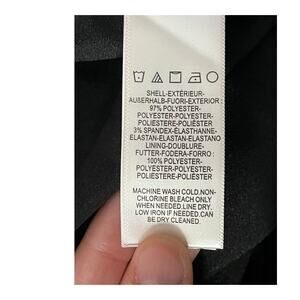 SHELL-EXTÉRIEUR-
AUßERHALB-FUORI-EXTERIOR :
97% POLYESTER-
POLYESTER-POLYESTER-
POLIESTERE-POLIÉSTER
3% SPANDEX-ÉLASTHANNE-
ELASTAN-ELASTAN-ELASTANO
LINING-DOUBLURE-
FUTTER-FODERA-FORRO :
100% POLYESTER-
POLYESTER-POLYESTER-
POLIESTERE-POLIÉSTER
MACHINE WASH COLD.NON-
CHLORINE BLEACH ONLY
WHEN NEEDED.LINE DRY.
LOW IRON IF NEEDED.CAN
BE DRY CLEANED.